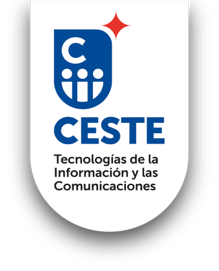 C
CESTE
Tecnologías de la
Información y las
Comunicaciones